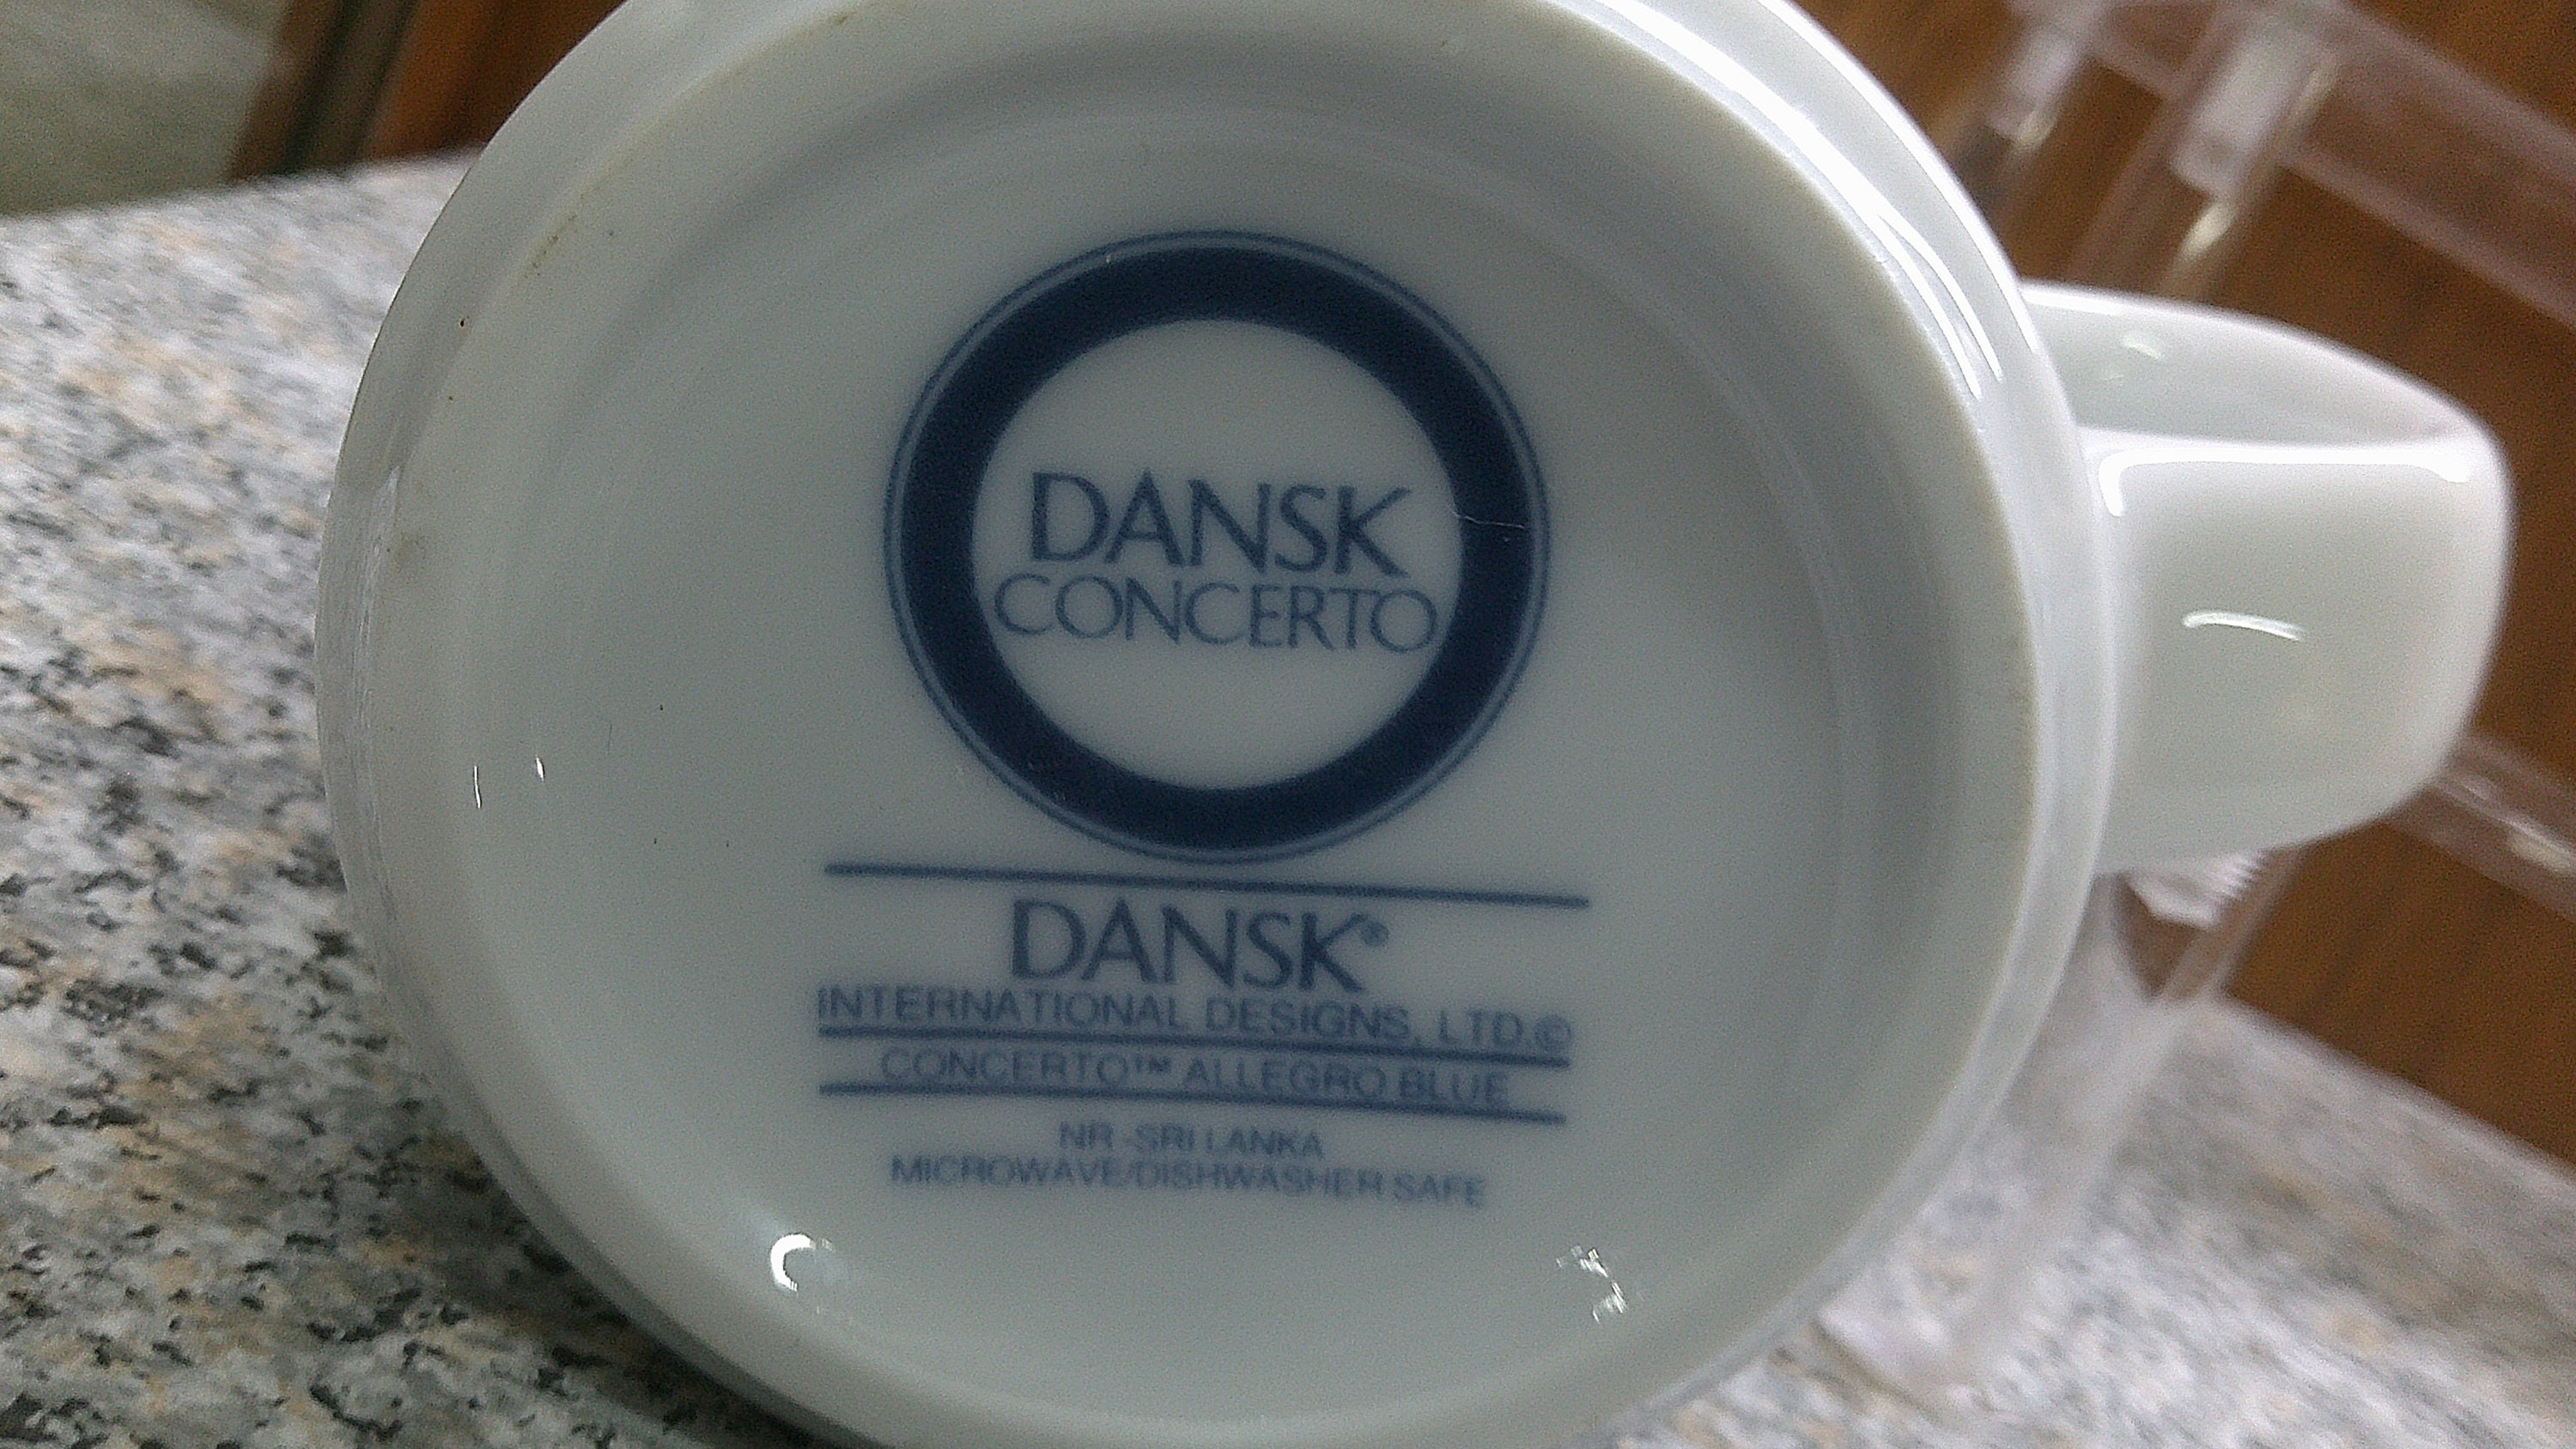 DANSK
CONCERTO
DANSK®
INTERNATIONAL DESIGNS, LTD.©
CONCERTO™ ALLEGRO BLUE
NR -SRI LANKA
MICROWAVE/DISHWASHER SAFE